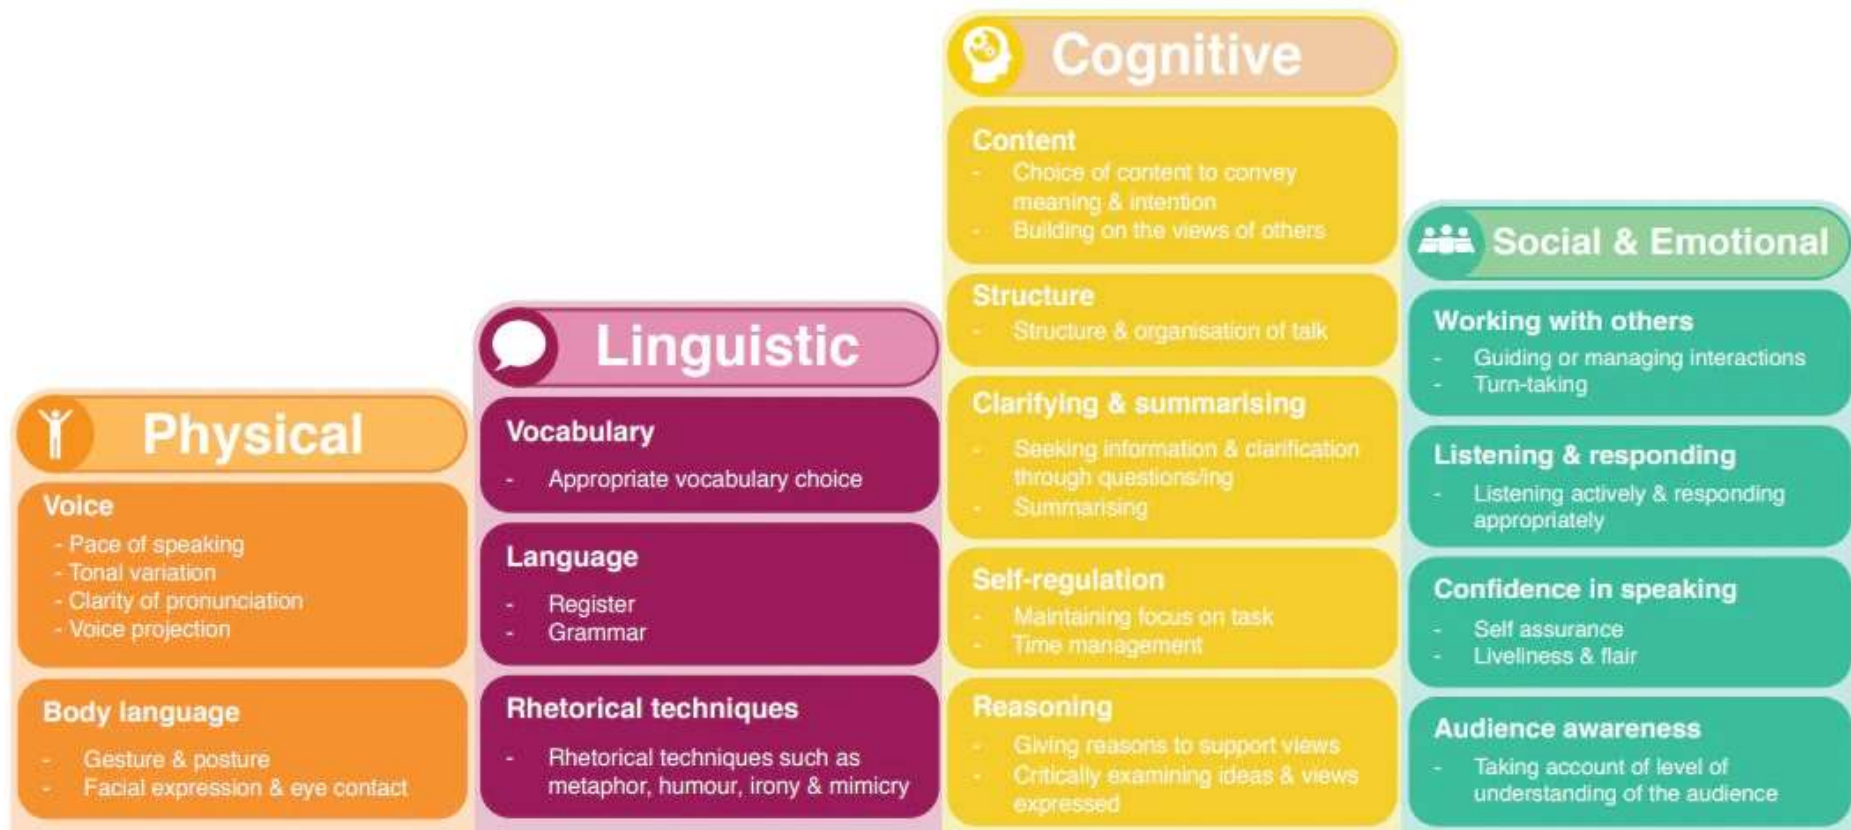 Physical
Voice
- Pace of speaking
- Tonal variation
- Clarity of pronunciation
- Voice projection
Body language
- Gesture & posture
- Facial expression & eye contact
Linguistic
Vocabulary
- Appropriate vocabulary choice
Language
- Register
- Grammar
Rhetorical techniques
- Rhetorical techniques such as
metaphor, humour, irony & mimicry
Cognitive
Content
- Choice of content to convey
meaning & intention
- Building on the views of others
Structure
- Structure & organisation of talk
Clarifying & summarising
- Seeking information & clarification
through questions/ing
- Summarising
Self-regulation
- Maintaining focus on task
- Time management
Reasoning
- Giving reasons to support views
- Critically examining ideas & views
expressed
Social & Emotional
Working with others
- Guiding or managing interactions
- Turn-taking
Listening & responding
- Listening actively & responding
appropriately
Confidence in speaking
- Self assurance
- Liveliness & flair
Audience awareness
- Taking account of level of
understanding of the audience